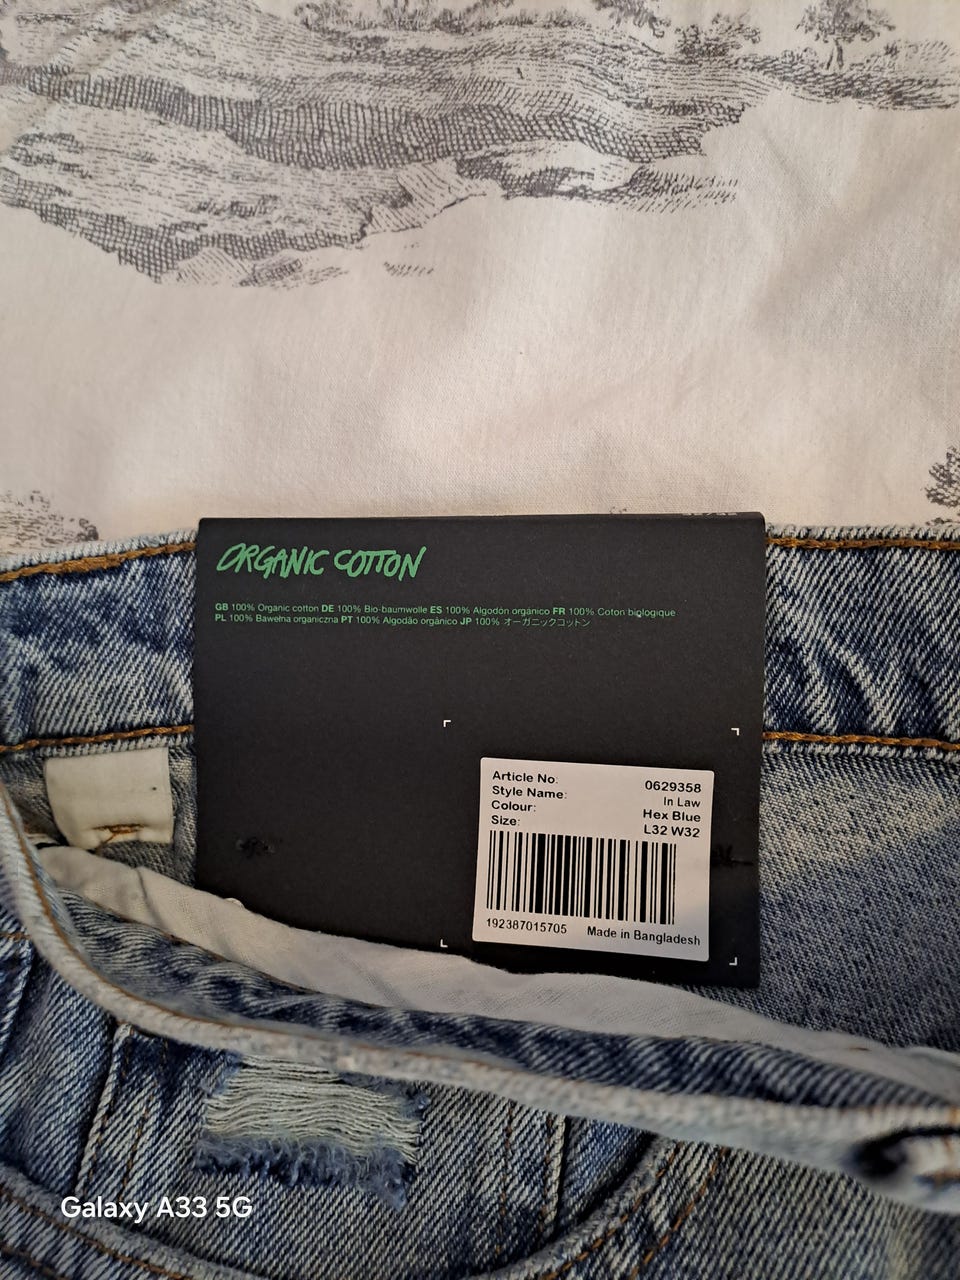 ORGANIC COTTON
GB 100% Organic cotton DE 100% Bio-baumwolle ES 100% Algodón orgánico FR 100% Coton biologique
PL 100% Bawełna organiczna PT 100% Algodão orgânico JP 100% オーガニックコットン
Article No: 0629358
Style Name: In Law
Colour: Hex Blue
Size: L32 W32
192387015705 Made in Bangladesh
Galaxy A33 5G